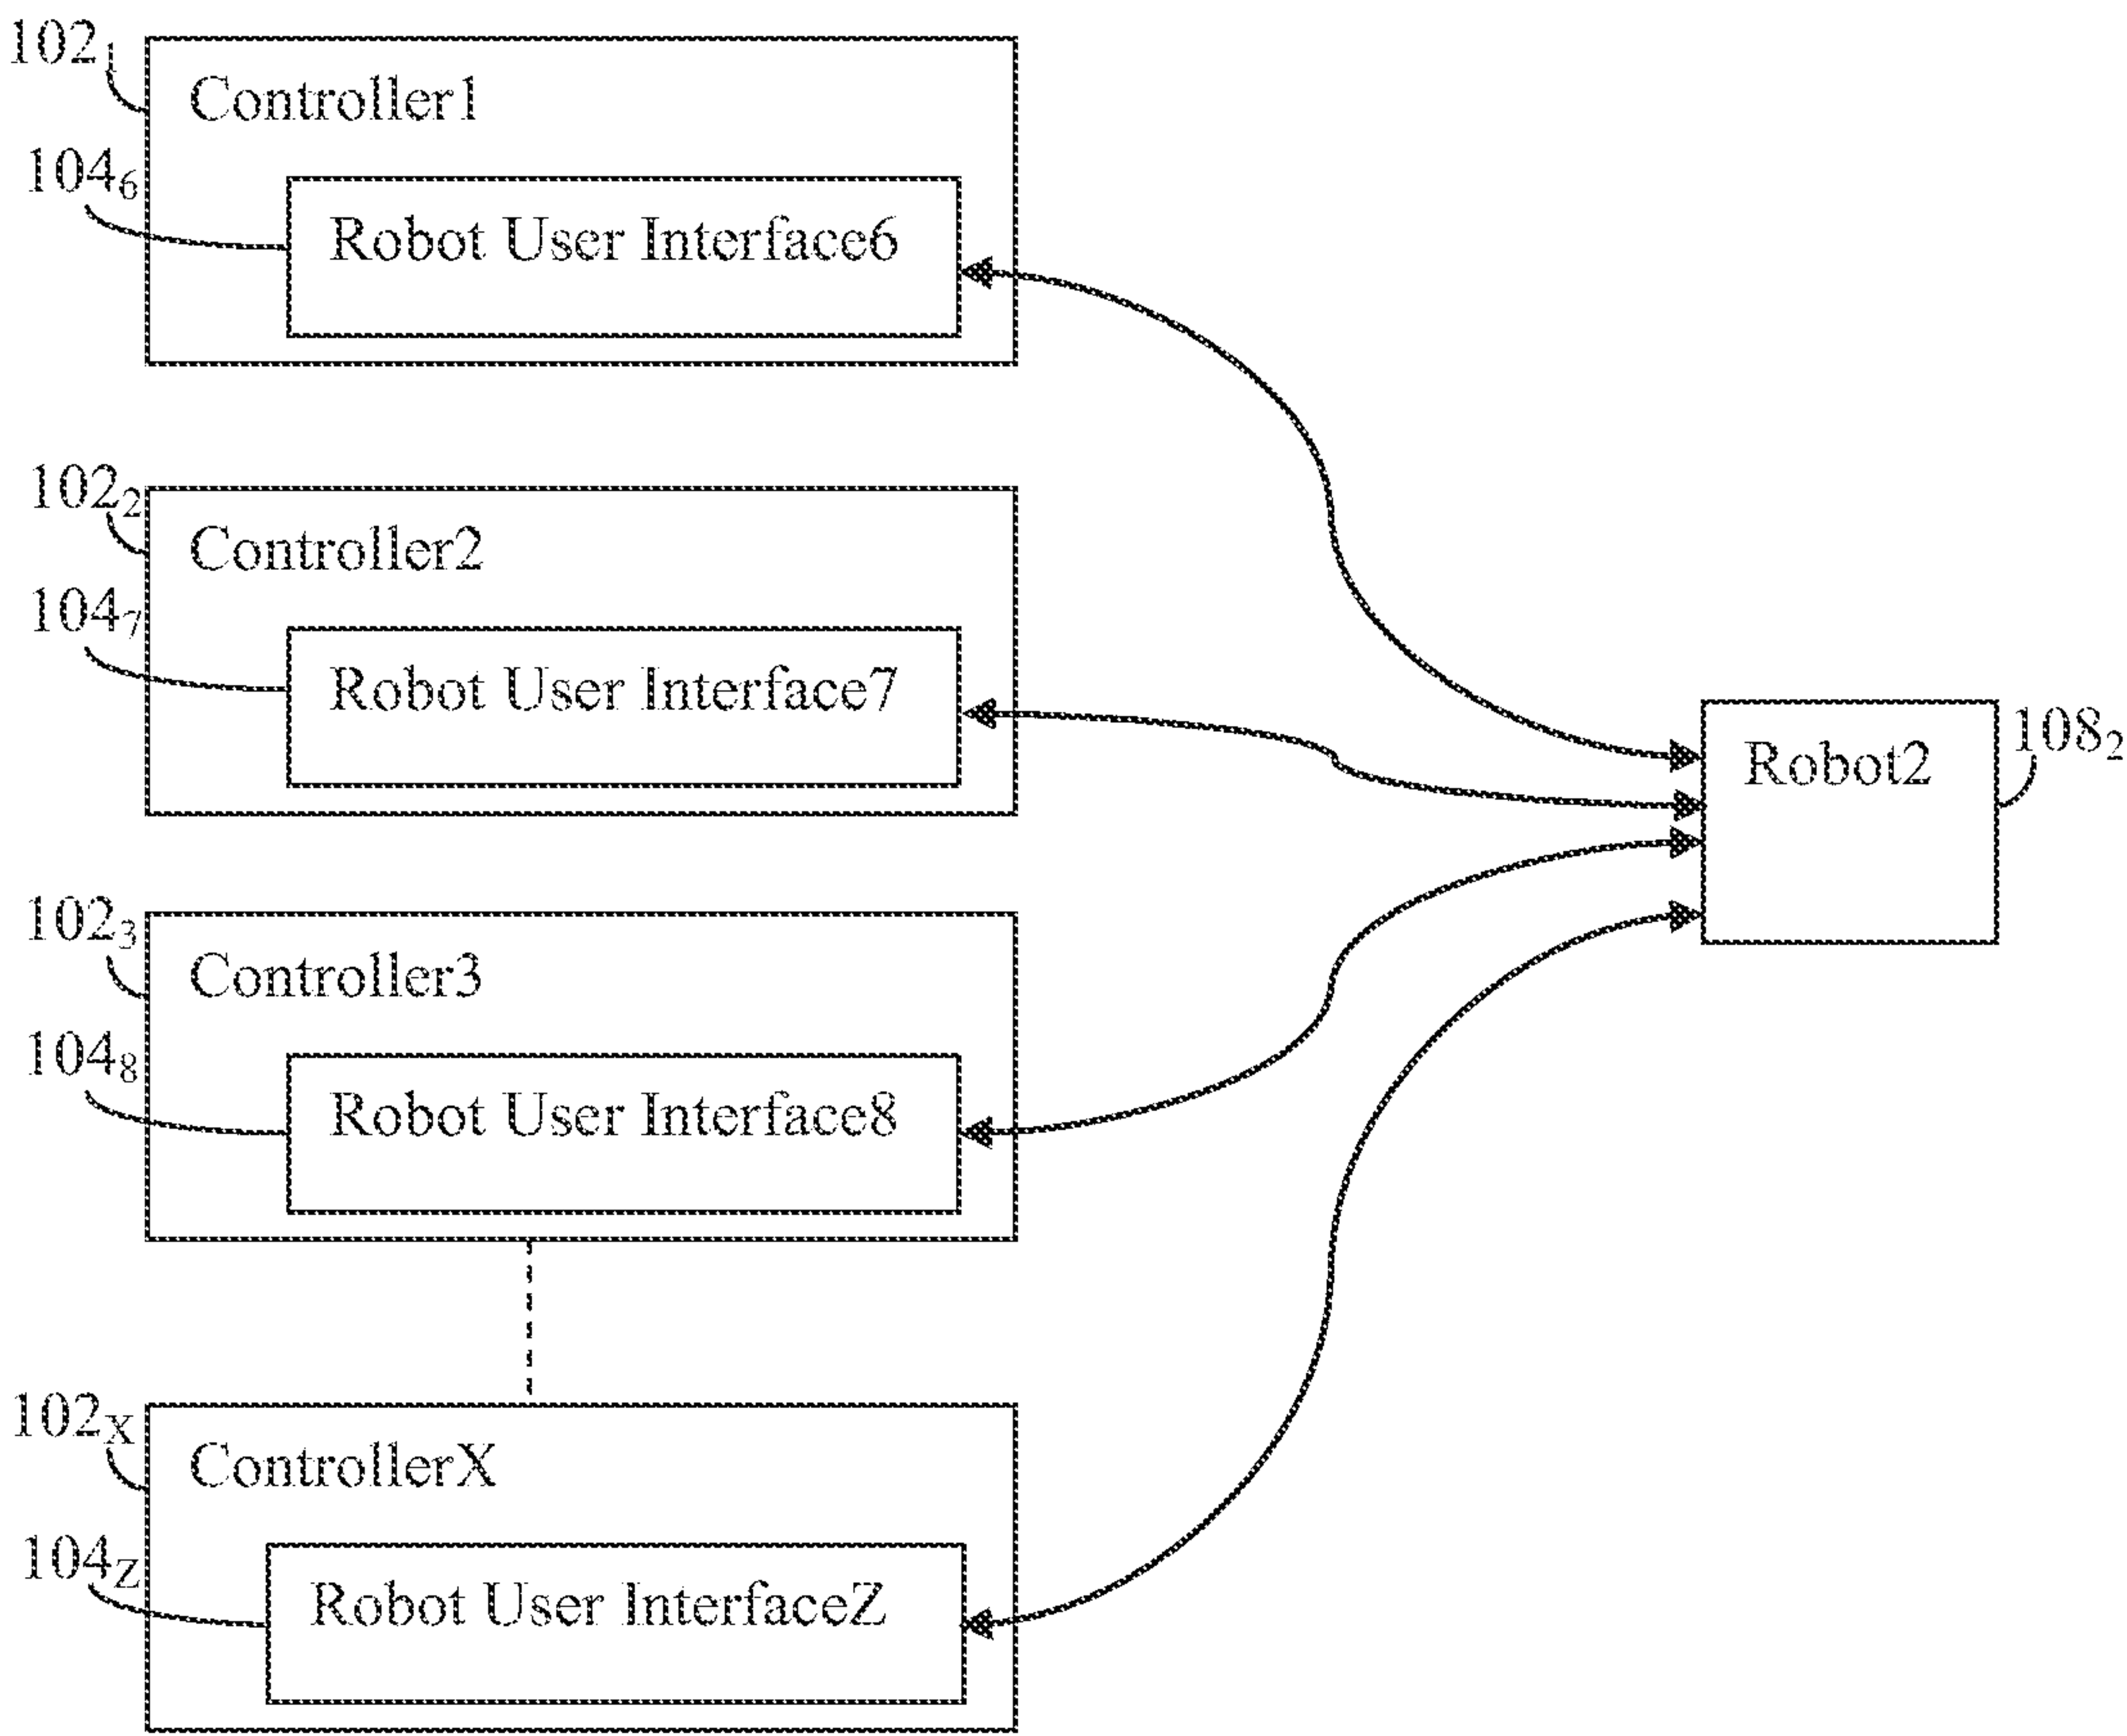 102₁
Controller1
104₆
Robot User Interface6
102₂
Controller2
104₇
Robot User Interface7
Robot2
108₂
102₃
Controller3
104₈
Robot User Interface8
102X
ControllerX
104Z
Robot User InterfaceZ